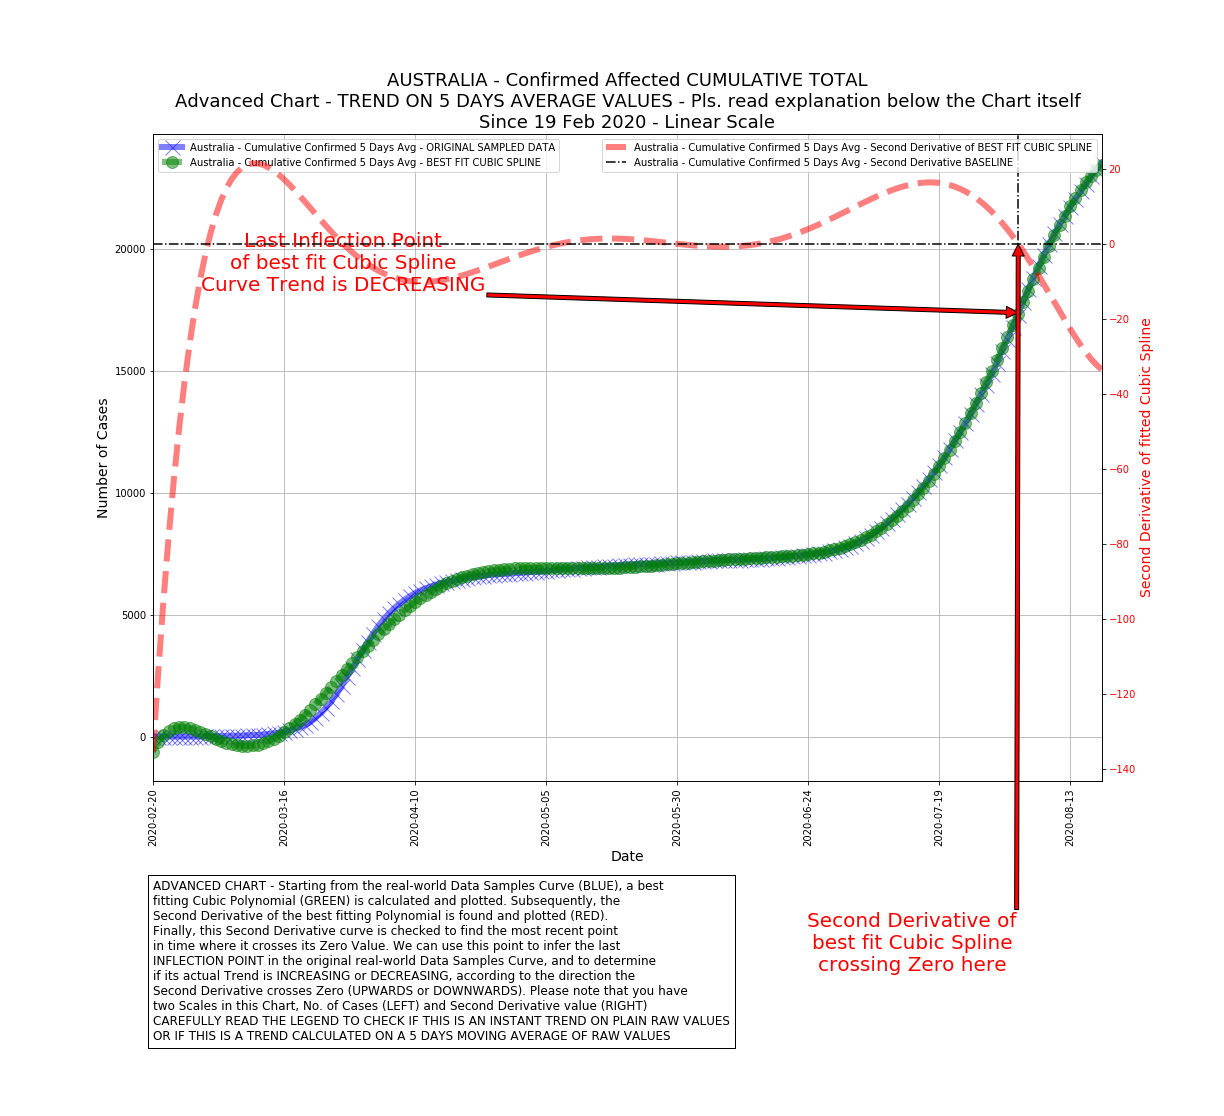 AUSTRALIA - Confirmed Affected CUMULATIVE TOTAL
Advanced Chart - TREND ON 5 DAYS AVERAGE VALUES - Pls. read explanation below the Chart itself
Since 19 Feb 2020 - Linear Scale
Australia - Cumulative Confirmed 5 Days Avg - ORIGINAL SAMPLED DATA
Australia - Cumulative Confirmed 5 Days Avg - BEST FIT CUBIC SPLINE
Australia - Cumulative Confirmed 5 Days Avg - Second Derivative of BEST FIT CUBIC SPLINE
Australia - Cumulative Confirmed 5 Days Avg - Second Derivative BASELINE
Last Inflection Point
of best fit Cubic Spline
Curve Trend is DECREASING
Number of Cases
20000
15000
10000
5000
0
20
0
−20
−40
−60
−80
−100
−120
−140
Second Derivative of fitted Cubic Spline
2020-02-20
2020-03-16
2020-04-10
2020-05-05
2020-05-30
2020-06-24
2020-07-19
2020-08-13
Date
ADVANCED CHART - Starting from the real-world Data Samples Curve (BLUE), a best
fitting Cubic Polynomial (GREEN) is calculated and plotted. Subsequently, the
Second Derivative of the best fitting Polynomial is found and plotted (RED).
Finally, this Second Derivative curve is checked to find the most recent point
in time where it crosses its Zero Value. We can use this point to infer the last
INFLECTION POINT in the original real-world Data Samples Curve, and to determine
if its actual Trend is INCREASING or DECREASING, according to the direction the
Second Derivative crosses Zero (UPWARDS or DOWNWARDS). Please note that you have
two Scales in this Chart, No. of Cases (LEFT) and Second Derivative value (RIGHT)
CAREFULLY READ THE LEGEND TO CHECK IF THIS IS AN INSTANT TREND ON PLAIN RAW VALUES
OR IF THIS IS A TREND CALCULATED ON A 5 DAYS MOVING AVERAGE OF RAW VALUES
Second Derivative of
best fit Cubic Spline
crossing Zero here